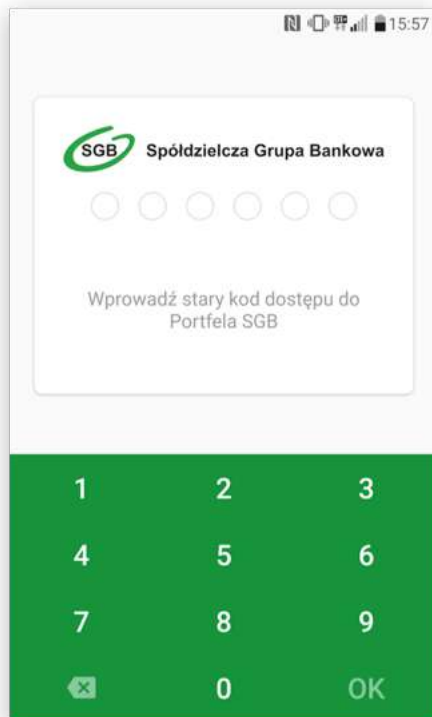 15:57
SGB Spółdzielcza Grupa Bankowa
Wprowadź stary kod dostępu do
Portfela SGB
1 2 3
4 5 6
7 8 9
0 OK